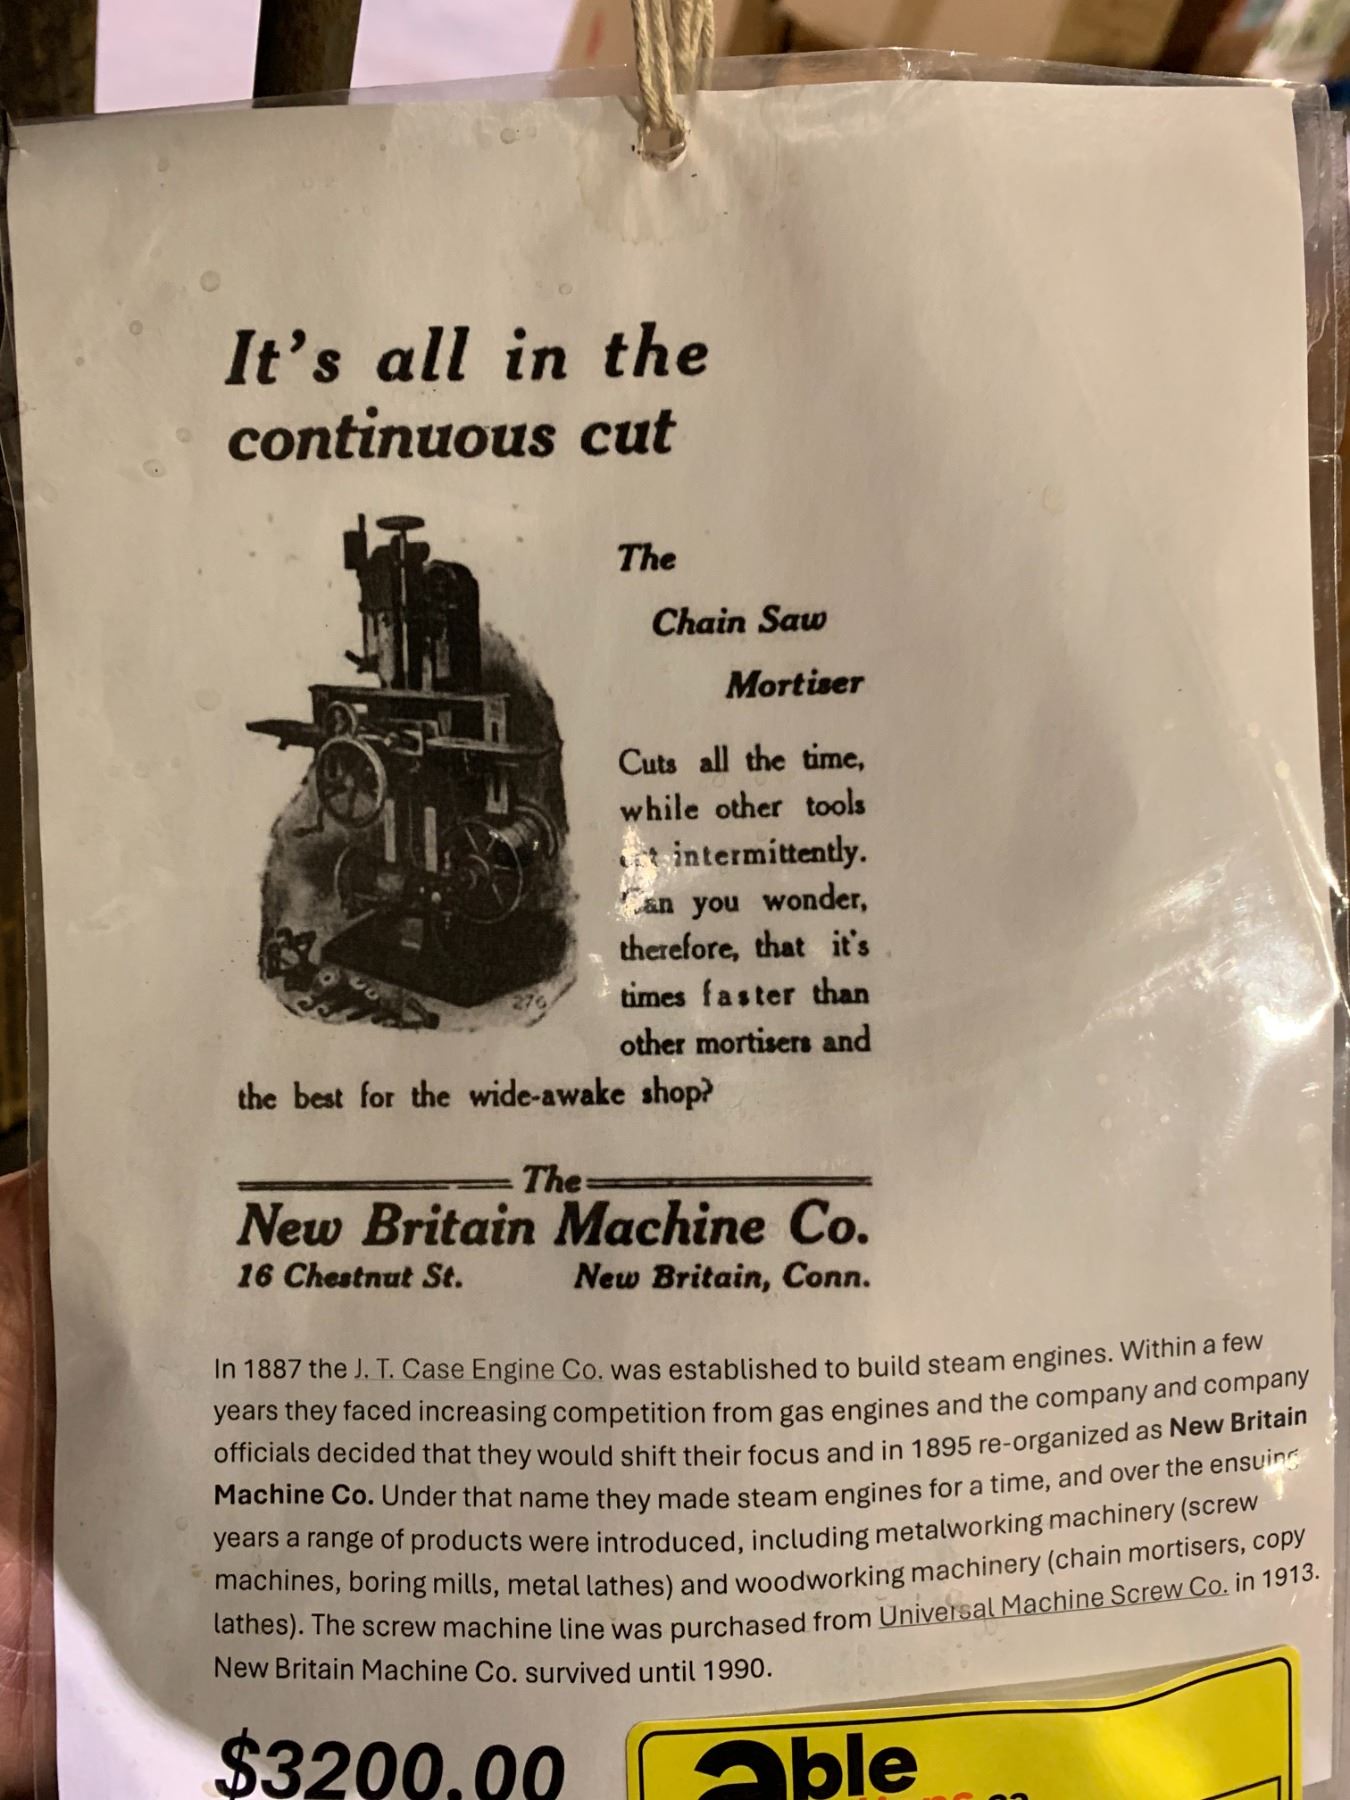 It's all in the
continuous cut
The
Chain Saw
Mortiser
Cuts all the time,
while other tools
cut intermittently.
Can you wonder,
therefore, that it's
times faster than
other mortisers and
the best for the wide-awake shop?
276
The
New Britain Machine Co.
16 Chestnut St. New Britain, Conn.
In 1887 the J. T. Case Engine Co. was established to build steam engines. Within a few
years they faced increasing competition from gas engines and the company and company
officials decided that they would shift their focus and in 1895 re-organized as New Britain
Machine Co. Under that name they made steam engines for a time, and over the ensuing
years a range of products were introduced, including metalworking machinery (screw
machines, boring mills, metal lathes) and woodworking machinery (chain mortisers, copy
lathes). The screw machine line was purchased from Universal Machine Screw Co. in 1913.
New Britain Machine Co. survived until 1990.
$3200.00
able